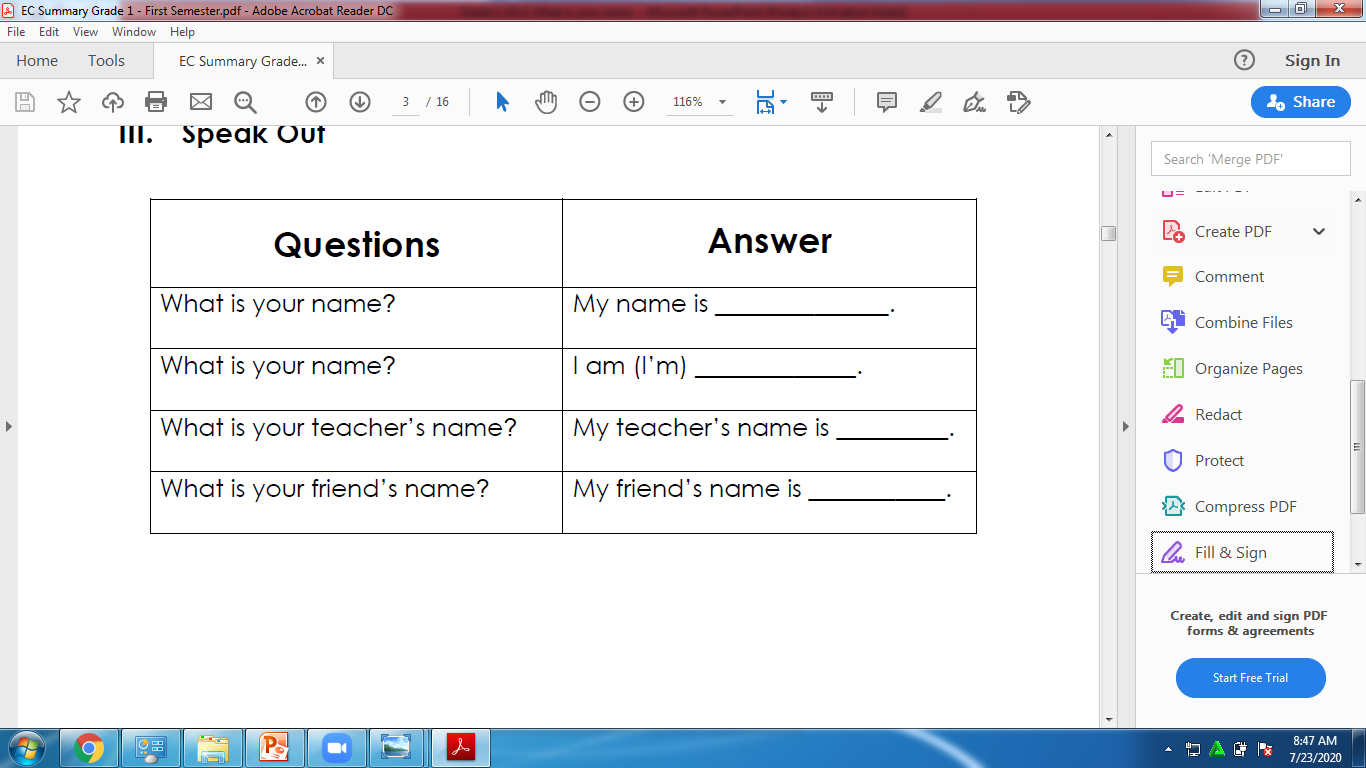 EC Summary Grade 1 - First Semester.pdf - Adobe Acrobat Reader DC
File Edit View Window Help
Home Tools EC Summary Grade... × ? Sign In
3 / 16 116% Share
III. Speak Out
Questions Answer
What is your name? My name is _____________.
What is your name? I am (I'm) ____________.
What is your teacher's name? My teacher's name is ________.
What is your friend's name? My friend's name is __________.
Search 'Merge PDF'
Edit PDF
Create PDF
Comment
Combine Files
Organize Pages
Redact
Protect
Compress PDF
Fill & Sign
Create, edit and sign PDF
forms & agreements
Start Free Trial
8:47 AM
7/23/2020